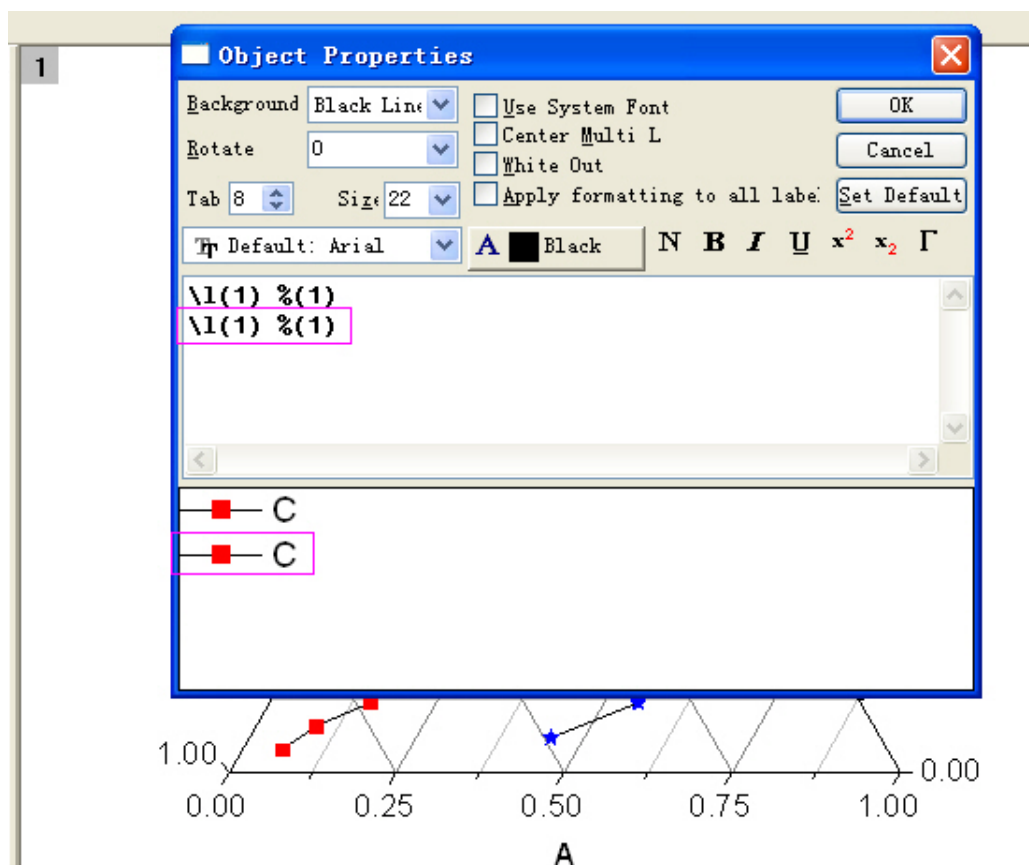 1
Object Properties
Background Black Line
Use System Font
OK
Center Multi L
Rotate 0
White Out
Cancel
Tab 8 Size 22
Apply formatting to all label
Set Default
Default: Arial
A Black N B I U x² x₂ Γ
\l(1) %(1)
\l(1) %(1)
C
C
1.00
0.00
0.00 0.25 0.50 0.75 1.00
A